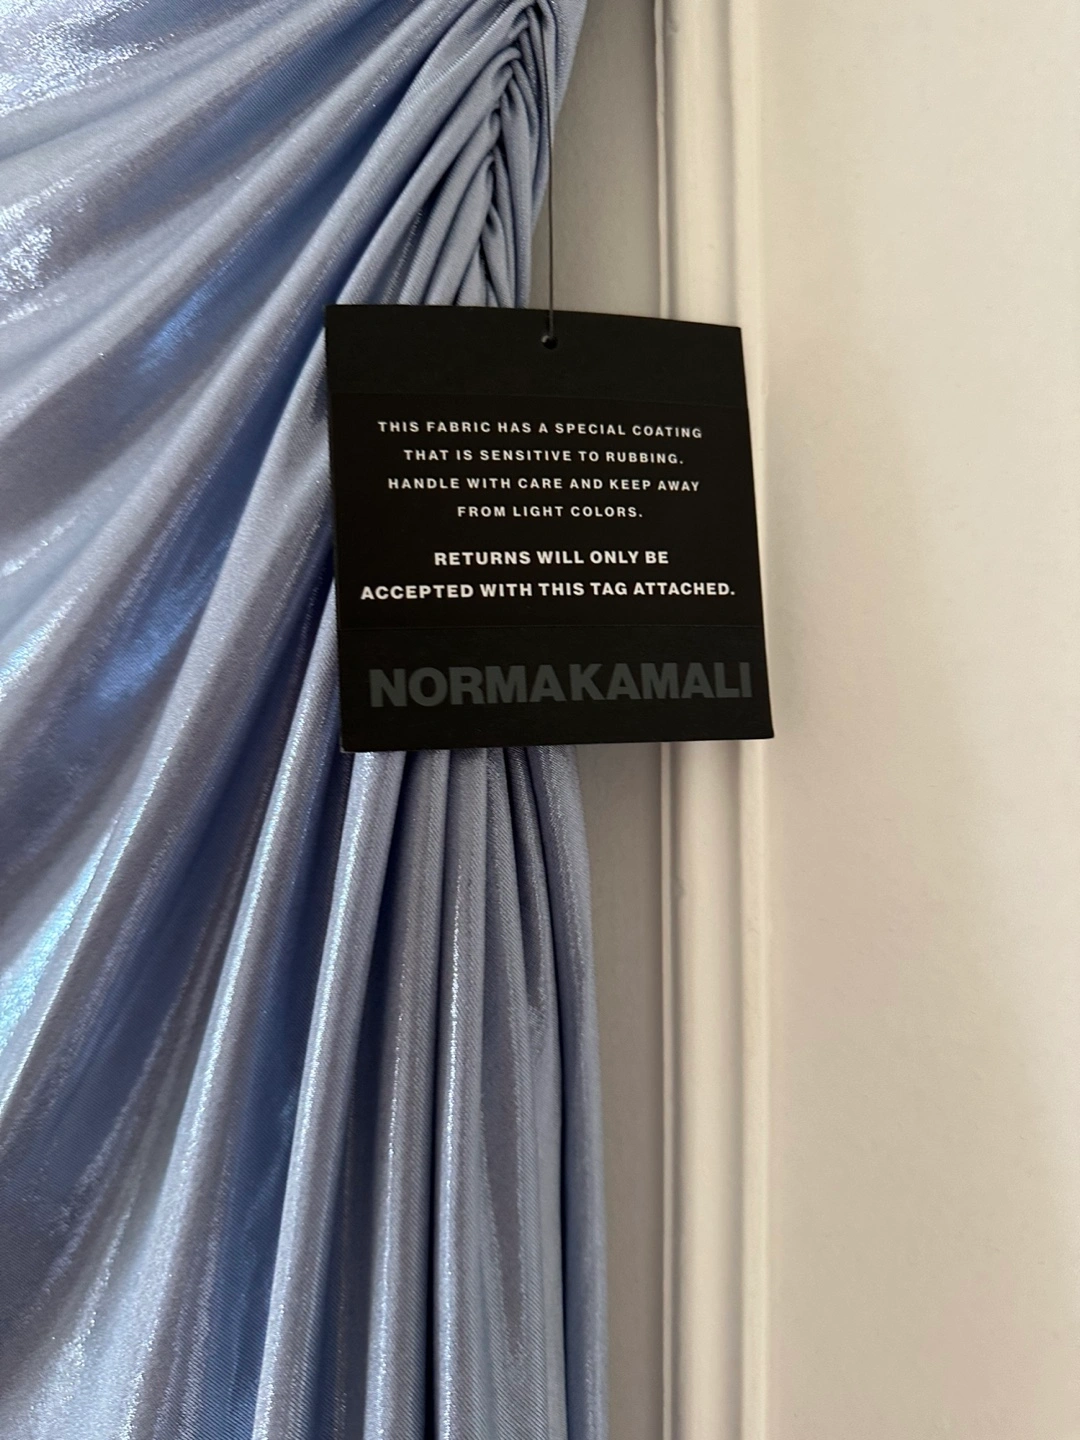 THIS FABRIC HAS A SPECIAL COATING
THAT IS SENSITIVE TO RUBBING.
HANDLE WITH CARE AND KEEP AWAY
FROM LIGHT COLORS.
RETURNS WILL ONLY BE
ACCEPTED WITH THIS TAG ATTACHED.
NORMAKAMALI